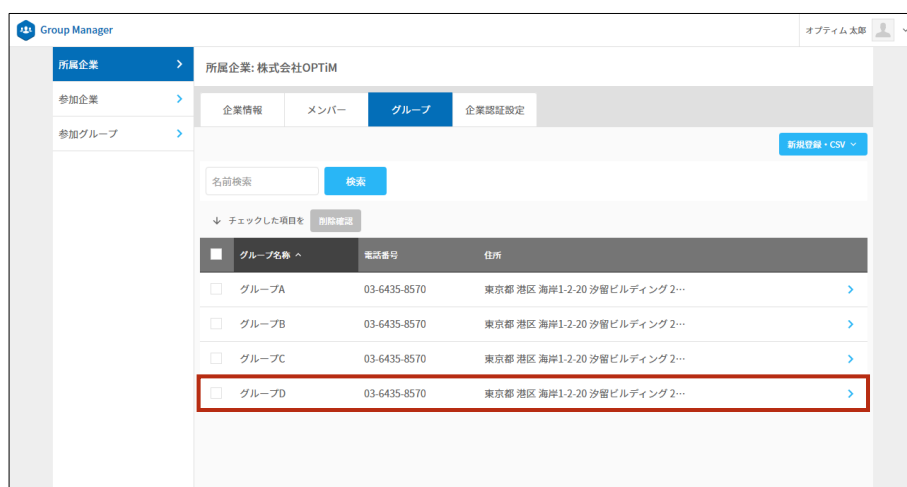 Group Manager
オプティム 太郎
所属企業
参加企業
参加グループ
所属企業: 株式会社OPTiM
企業情報 メンバー グループ 企業認証設定
新規登録・CSV
名前検索 検索
チェックした項目を 削除確認
グループ名称 電話番号 住所
グループA 03-6435-8570 東京都 港区 海岸1-2-20 汐留ビルディング 2…
グループB 03-6435-8570 東京都 港区 海岸1-2-20 汐留ビルディング 2…
グループC 03-6435-8570 東京都 港区 海岸1-2-20 汐留ビルディング 2…
グループD 03-6435-8570 東京都 港区 海岸1-2-20 汐留ビルディング 2…